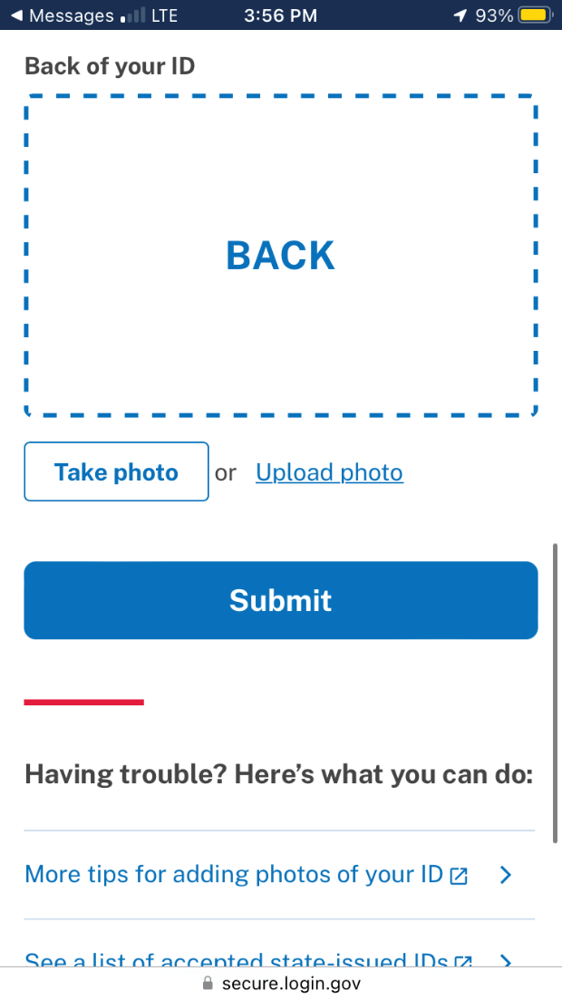 Messages LTE 3:56 PM 93%
Back of your ID
BACK
Take photo or Upload photo
Submit
Having trouble? Here’s what you can do:
More tips for adding photos of your ID
See a list of accepted state-issued IDs
secure.login.gov